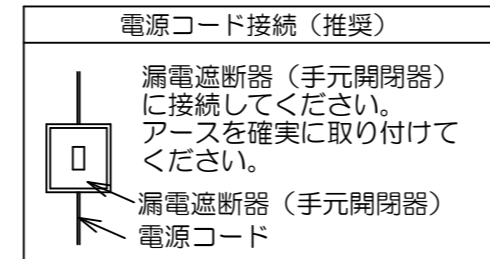 電源コード接続（推奨）
漏電遮断器（手元開閉器）
に接続してください。
アースを確実に取り付けて
ください。
漏電遮断器（手元開閉器）
電源コード